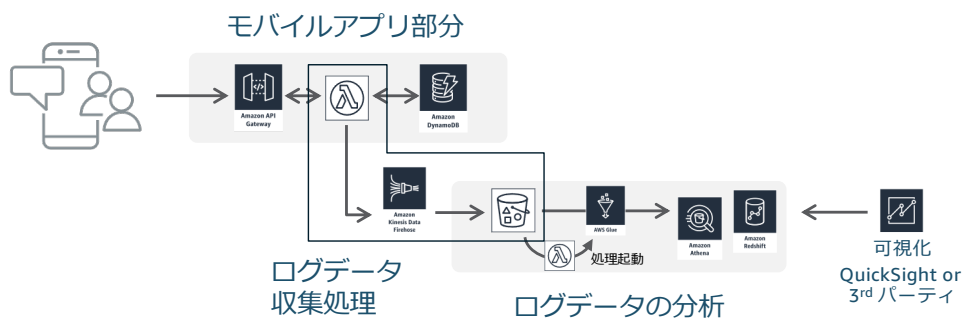 モバイルアプリ部分
Amazon API
Gateway
Amazon
DynamoDB
Amazon
Kinesis Data
Firehose
AWS Glue
処理起動
Amazon
Athena
Amazon
Redshift
可視化
QuickSight or
3rd パーティ
ログデータ
収集処理
ログデータの分析